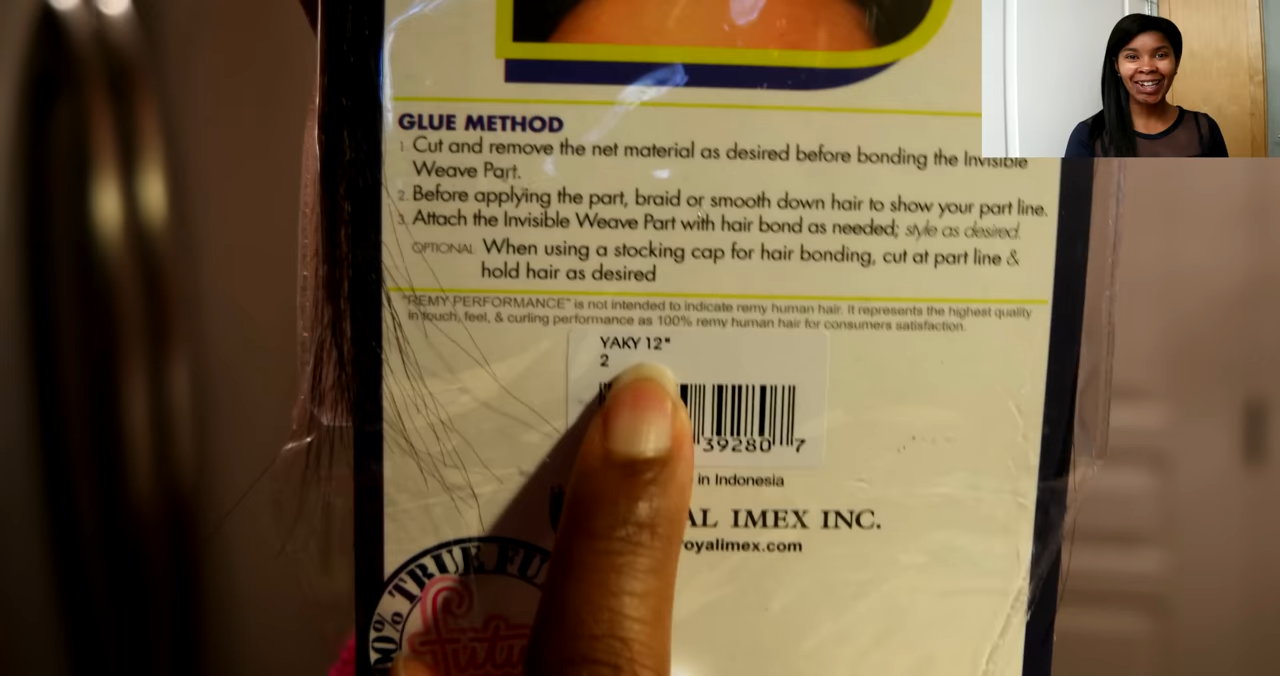 GLUE METHOD
1. Cut and remove the net material as desired before bonding the Invisible
Weave Part.
2. Before applying the part, braid or smooth down hair to show your part line.
3. Attach the Invisible Weave Part with hair bond as needed; style as desired.
OPTIONAL When using a stocking cap for hair bonding, cut at part line &
hold hair as desired
"REMY PERFORMANCE" is not intended to indicate remy human hair. It represents the highest quality
in touch, feel, & curling performance as 100% remy human hair for consumers satisfaction.
YAKY 12"
2
39280 7
in Indonesia
AL IMEX INC.
oyalimex.com
00% TRUE FU
futu